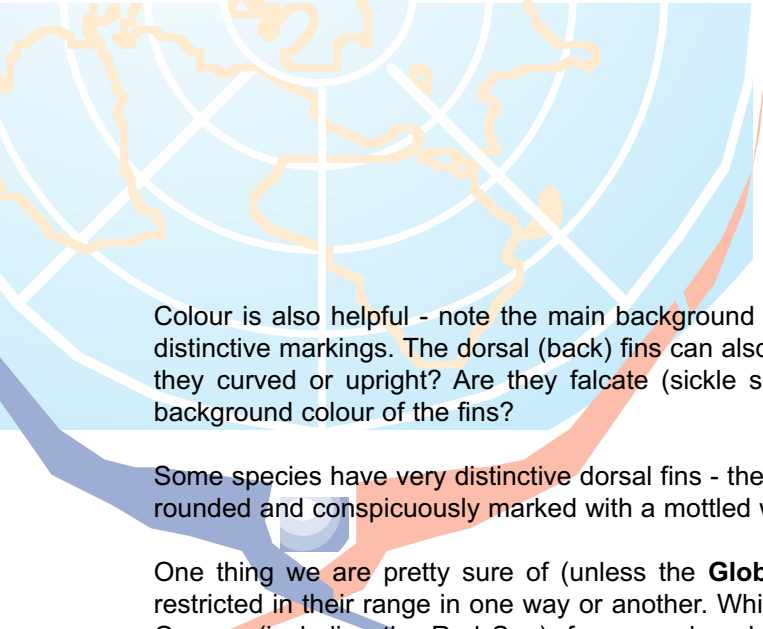 Colour is also helpful - note the main background
distinctive markings. The dorsal (back) fins can also
they curved or upright? Are they falcate (sickle s
background colour of the fins?
Some species have very distinctive dorsal fins - the
rounded and conspicuously marked with a mottled
One thing we are pretty sure of (unless the Glob
restricted in their range in one way or another. Whi